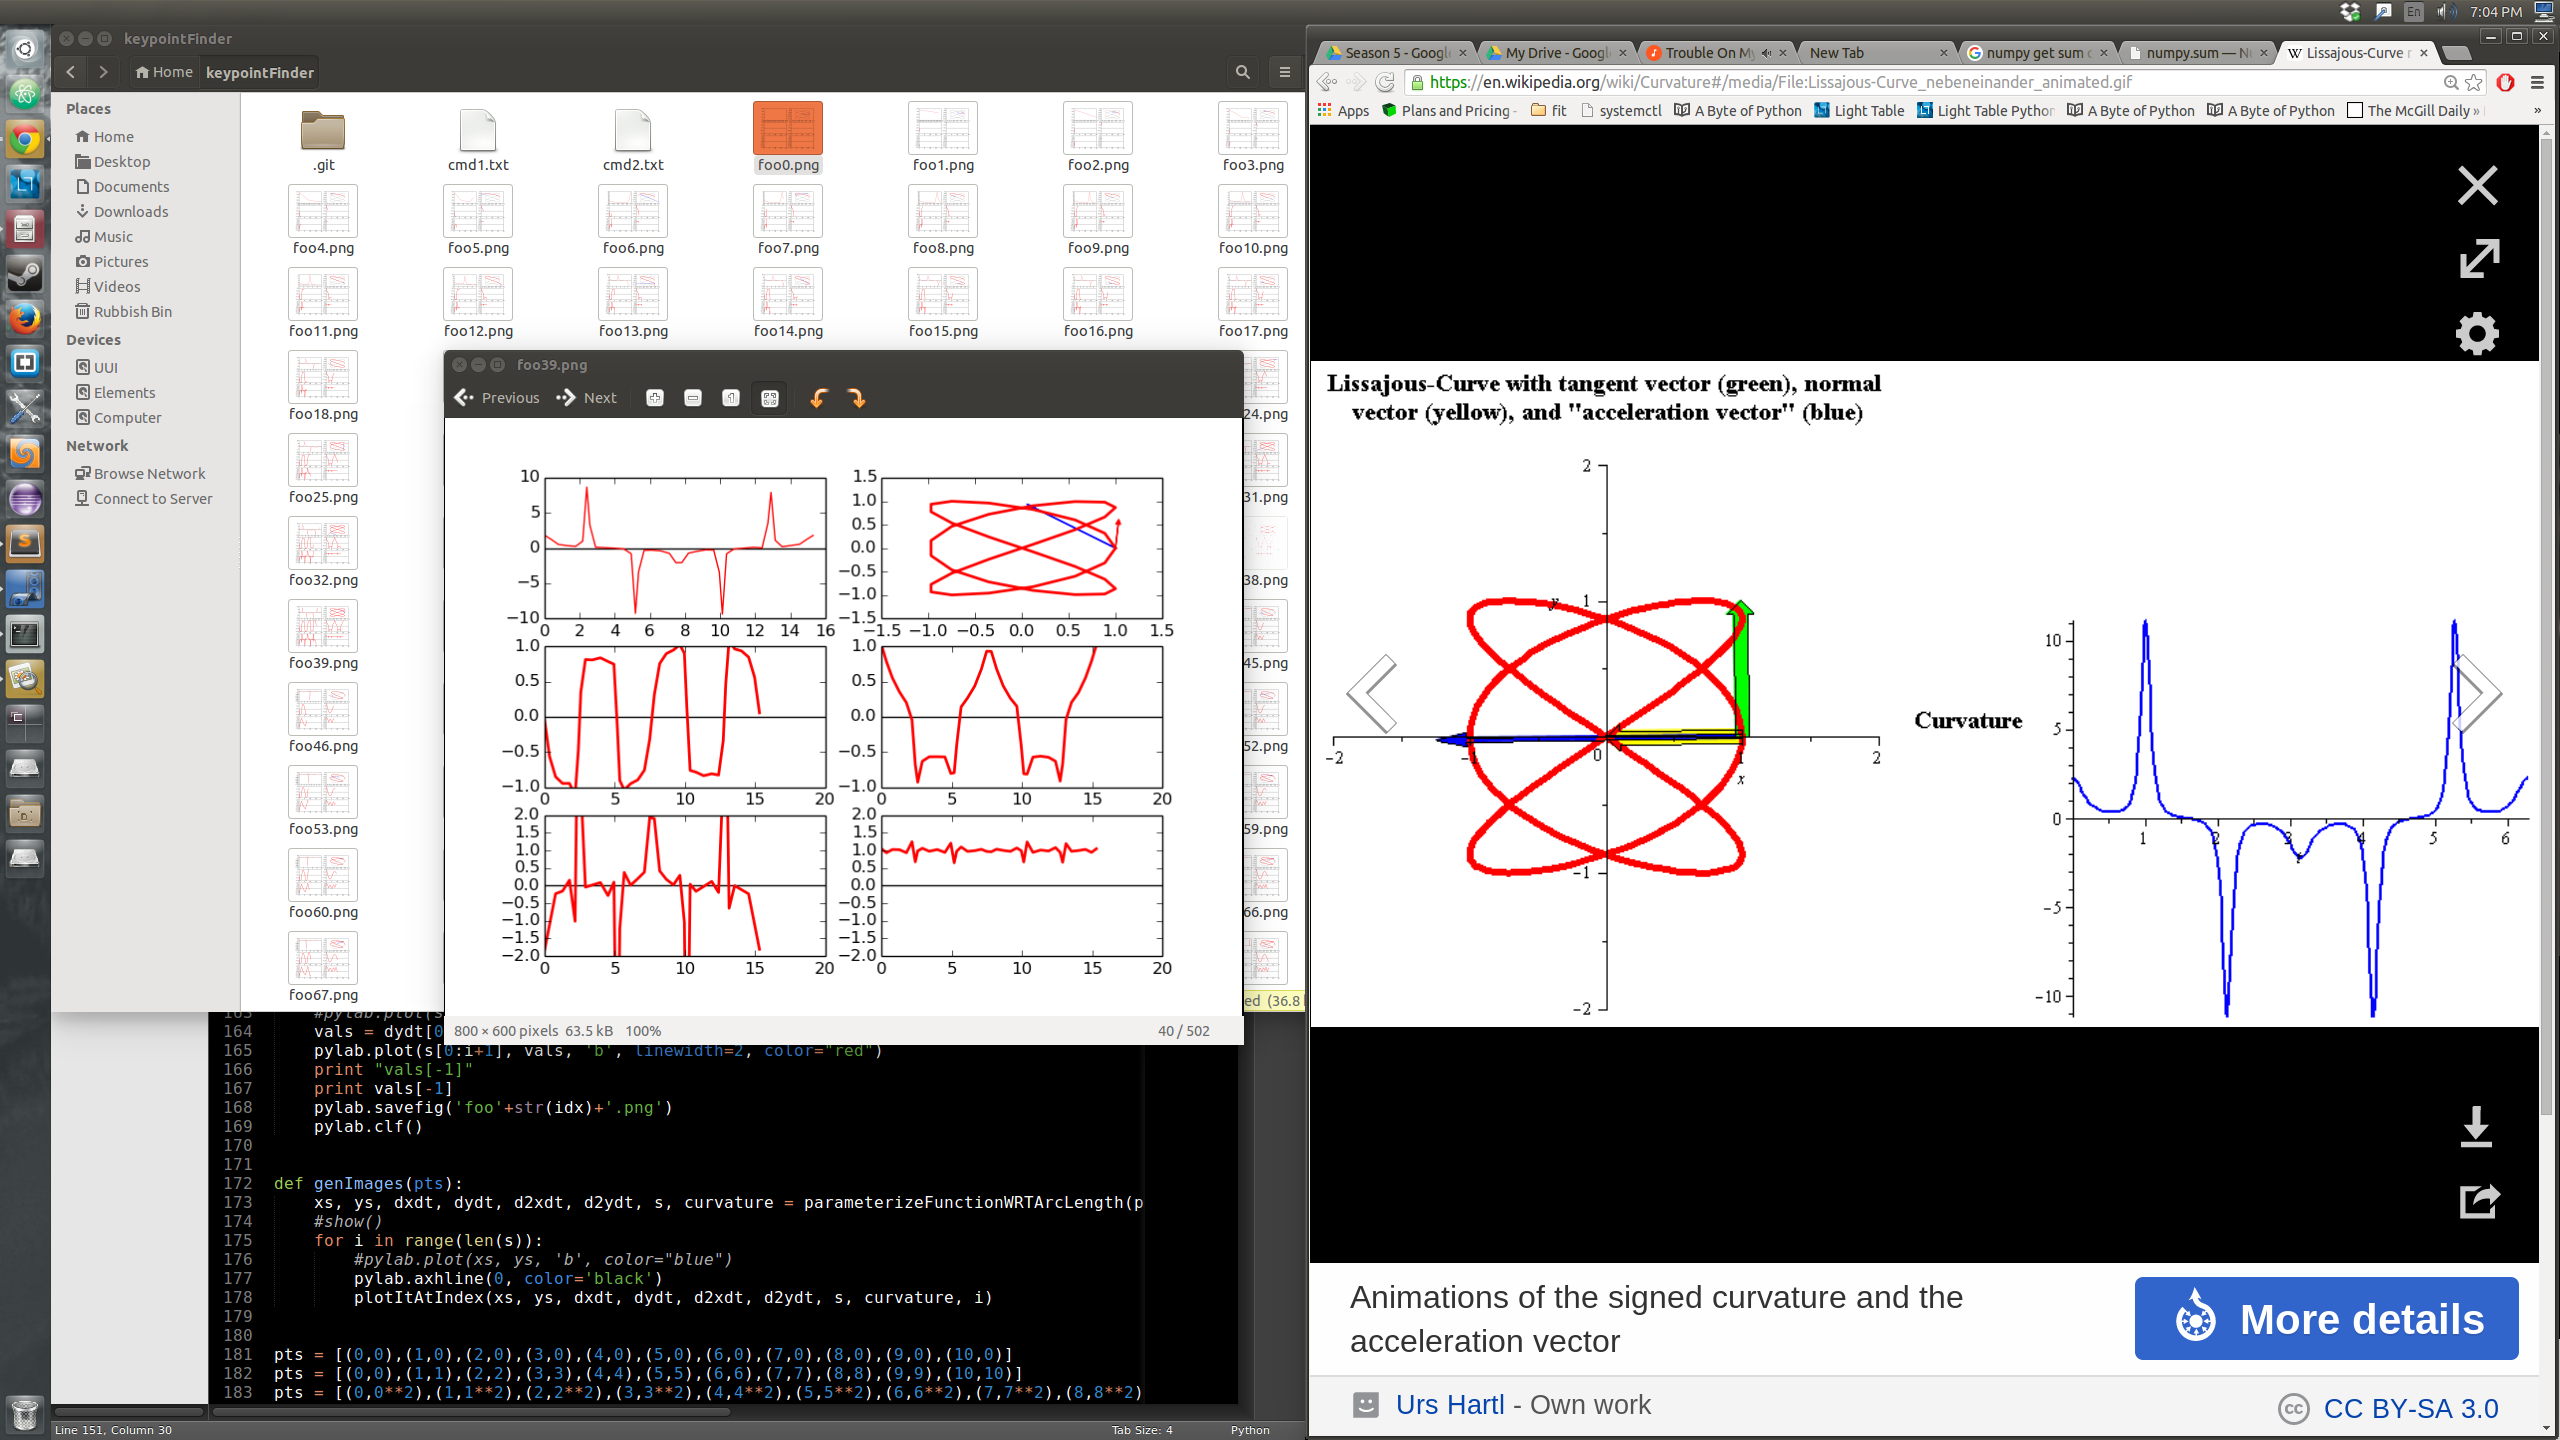 En 7:04 PM
keypointFinder
Home keypointFinder
Places
Home
Desktop
Documents
Downloads
Music
Pictures
Videos
Rubbish Bin
Devices
UUI
Elements
Computer
Network
Browse Network
Connect to Server
.git cmd1.txt cmd2.txt foo0.png foo1.png foo2.png foo3.png
foo4.png foo5.png foo6.png foo7.png foo8.png foo9.png foo10.png
foo11.png foo12.png foo13.png foo14.png foo15.png foo16.png foo17.png
foo18.png 24.png
foo25.png 31.png
foo32.png 38.png
foo39.png 45.png
foo46.png 52.png
foo53.png 59.png
foo60.png 66.png
foo67.png
ed (36.8
foo39.png
Previous Next
10 5 0 −5 −10
0 2 4 6 8 10 12 14 16
1.5 1.0 0.5 0.0 −0.5 −1.0 −1.5
−1.5 −1.0 −0.5 0.0 0.5 1.0 1.5
1.0 0.5 0.0 −0.5 −1.0
0 5 10 15 20
1.0 0.5 0.0 −0.5 −1.0
0 5 10 15 20
2.0 1.5 1.0 0.5 0.0 −0.5 −1.0 −1.5 −2.0
0 5 10 15 20
2.0 1.5 1.0 0.5 0.0 −0.5 −1.0 −1.5 −2.0
0 5 10 15 20
800 × 600 pixels 63.5 kB 100% 40 / 502
164 vals = dydt[0
165 pylab.plot(s[0:i+1], vals, 'b', linewidth=2, color="red")
166 print "vals[-1]"
167 print vals[-1]
168 pylab.savefig('foo'+str(idx)+'.png')
169 pylab.clf()
170
171
172 def genImages(pts):
173 xs, ys, dxdt, dydt, d2xdt, d2ydt, s, curvature = parameterizeFunctionWRTArcLength(p
174 #show()
175 for i in range(len(s)):
176 #pylab.plot(xs, ys, 'b', color="blue")
177 pylab.axhline(0, color='black')
178 plotItAtIndex(xs, ys, dxdt, dydt, d2xdt, d2ydt, s, curvature, i)
179
180
181 pts = [(0,0),(1,0),(2,0),(3,0),(4,0),(5,0),(6,0),(7,0),(8,0),(9,0),(10,0)]
182 pts = [(0,0),(1,1),(2,2),(3,3),(4,4),(5,5),(6,6),(7,7),(8,8),(9,9),(10,10)]
183 pts = [(0,0**2),(1,1**2),(2,2**2),(3,3**2),(4,4**2),(5,5**2),(6,6**2),(7,7**2),(8,8**2)
Line 151, Column 30 Tab Size: 4 Python
Season 5 - Googl My Drive - Googl Trouble On My New Tab numpy get sum numpy.sum — N Lissajous-Curve
https://en.wikipedia.org/wiki/Curvature#/media/File:Lissajous-Curve_nebeneinander_animated.gif
Apps Plans and Pricing - fit systemctl A Byte of Python Light Table Light Table Python A Byte of Python A Byte of Python The McGill Daily » »
Lissajous-Curve with tangent vector (green), normal
vector (yellow), and "acceleration vector" (blue)
2
y 1
-2 -1 0 1 2
x
-1
-2
Curvature
10
5
0 1 2 3 4 5 6
t
-5
-10
Animations of the signed curvature and the
acceleration vector
More details
Urs Hartl - Own work
cc CC BY-SA 3.0